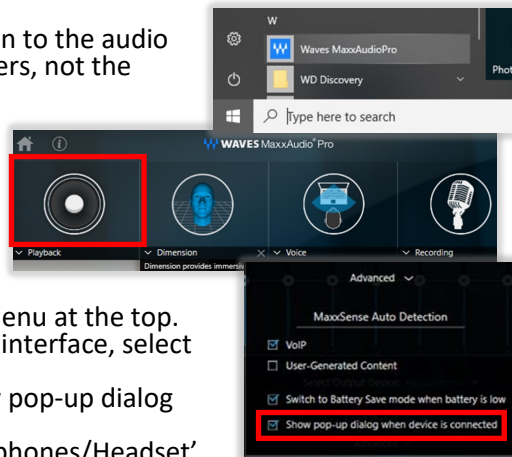 n to the audio
ers, not the
W
Waves MaxxAudioPro
WD Discovery
Phot
Type here to search
WAVES MaxxAudio® Pro
Playback
Dimension
Voice
Recording
Dimension provides immersiv
enu at the top.
interface, select
pop-up dialog
phones/Headset'
Advanced
MaxxSense Auto Detection
VoIP
User-Generated Content
Select Output Device:
Switch to Battery Save mode when battery is low
Show pop-up dialog when device is connected